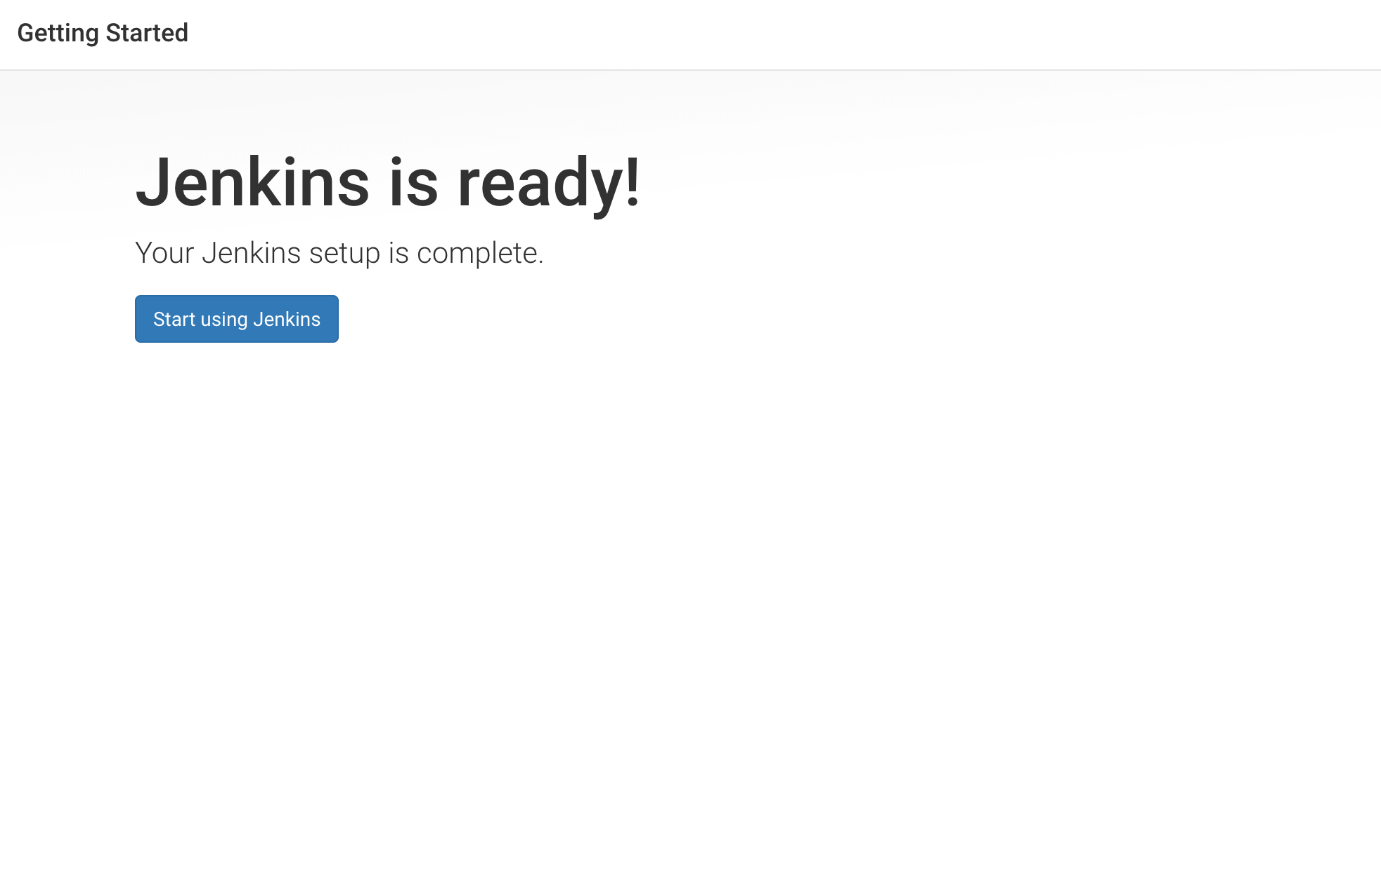 Getting Started
Jenkins is ready!
Your Jenkins setup is complete.
Start using Jenkins